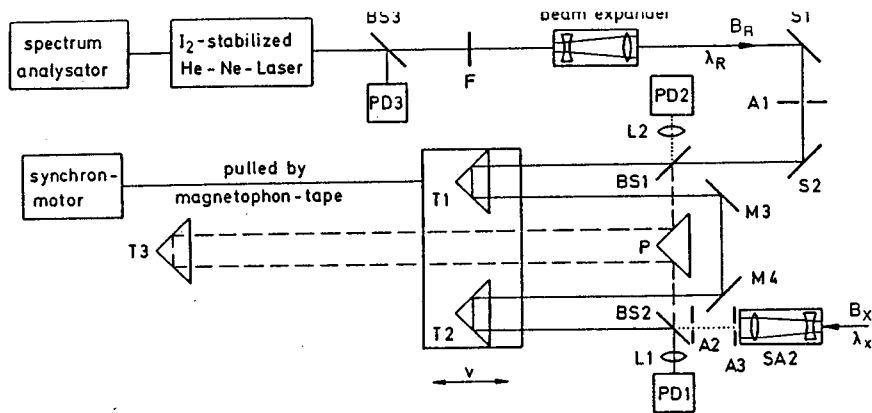 BS3
beam expander
B_R
S1
spectrum
analysator
I₂-stabilized
He-Ne-Laser
F
λ_R
PD3
PD2
A1
L2
synchron-
motor
pulled by
magnetophon-tape
T1
BS1
S2
M3
T3
P
M4
T2
BS2
B_X
L1
A2
A3
SA2
λ_x
v
PD1